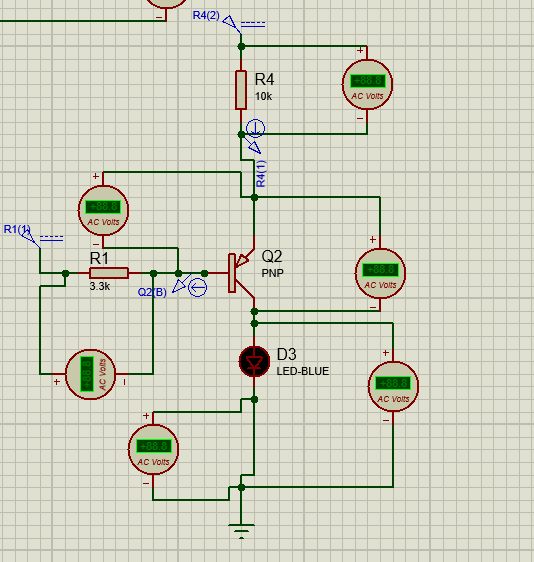 R4(2)
+
R4
10k
+88.8
AC Volts
R4(1)
+
+88.8
AC Volts
R1(1)
R1
3.3k
Q2(B)
Q2
PNP
+
+88.8
AC Volts
D3
LED-BLUE
+
+88.8
AC Volts
+88.8
AC Volts
+
+
+88.8
AC Volts